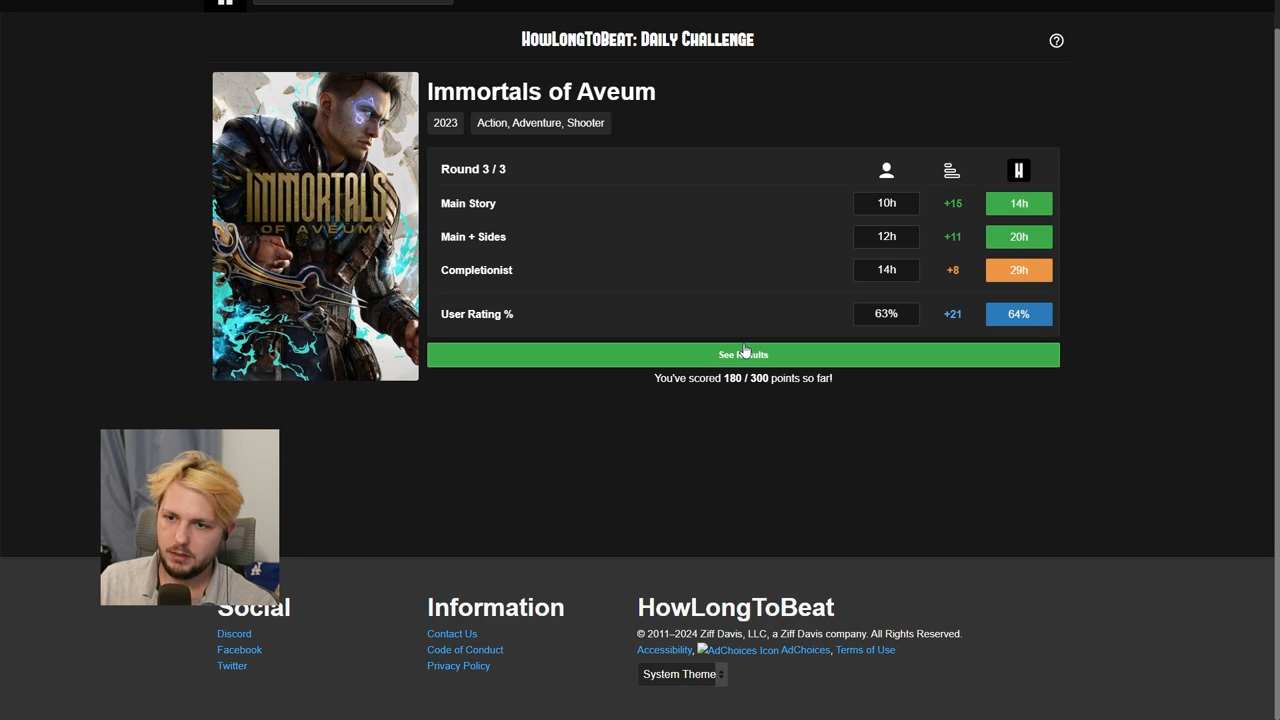 HowLongToBeat: Daily Challenge
Immortals of Aveum
2023
Action, Adventure, Shooter
IMMORTALS
OF AVEUM
Round 3 / 3
H
Main Story 10h +15 14h
Main + Sides 12h +11 20h
Completionist 14h +8 29h
User Rating % 63% +21 64%
See
You've scored 180 / 300 points so far!
Social
Discord
Facebook
Twitter
Information
Contact Us
Code of Conduct
Privacy Policy
HowLongToBeat
© 2011–2024 Ziff Davis, LLC, a Ziff Davis company. All Rights Reserved.
Accessibility, AdChoices Icon AdChoices, Terms of Use
System Theme